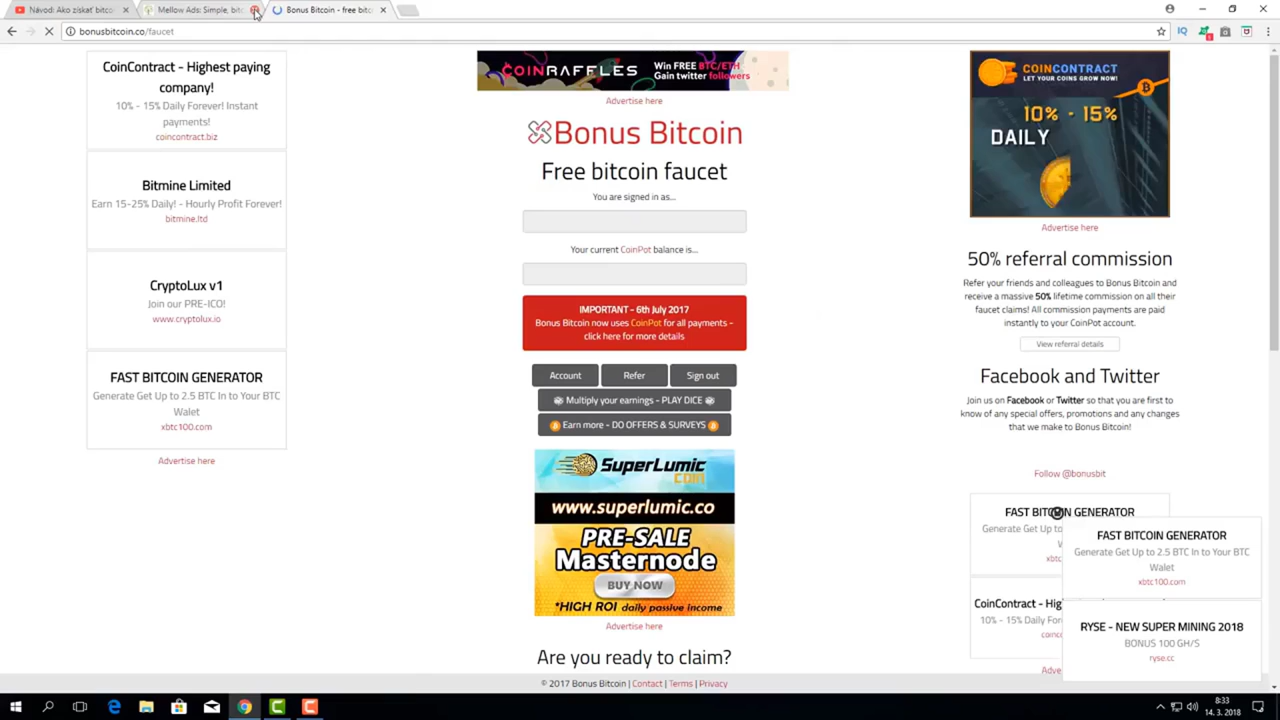 Návod: Ako získať bitco
Mellow Ads: Simple, bitc
Bonus Bitcoin - free bitc
bonusbitcoin.co/faucet
CoinContract - Highest paying
company!
10% - 15% Daily Forever! Instant
payments!
coincontract.biz
Bitmine Limited
Earn 15-25% Daily! - Hourly Profit Forever!
bitmine.ltd
CryptoLux v1
Join our PRE-ICO!
www.cryptolux.io
FAST BITCOIN GENERATOR
Generate Get Up to 2.5 BTC In to Your BTC
Walet
xbtc100.com
Advertise here
COINRAFFLES
Win FREE BTC/ETH
Gain twitter followers
Advertise here
Bonus Bitcoin
Free bitcoin faucet
You are signed in as...
Your current CoinPot balance is...
IMPORTANT - 6th July 2017
Bonus Bitcoin now uses CoinPot for all payments -
click here for more details
Account
Refer
Sign out
Multiply your earnings - PLAY DICE
Earn more - DO OFFERS & SURVEYS
SUPERLUMIC
.COM
www.superlumic.co
PRE-SALE
Masternode
BUY NOW
*HIGH ROI daily passive income
Advertise here
Are you ready to claim?
© 2017 Bonus Bitcoin | Contact | Terms | Privacy
COINCONTRACT
LET YOUR COINS GROW NOW!
10% - 15%
DAILY
Advertise here
50% referral commission
Refer your friends and colleagues to Bonus Bitcoin and
receive a massive 50% lifetime commission on all their
faucet claims! All commission payments are paid
instantly to your CoinPot account.
View referral details
Facebook and Twitter
Join us on Facebook or Twitter so that you are first to
know of any special offers, promotions and any changes
that we make to Bonus Bitcoin!
Follow @bonusbit
FAST BITCOIN GENERATOR
Generate Get Up to
xbtc
CoinContract - Hig
10% - 15% Daily For
coinc
Adve
FAST BITCOIN GENERATOR
Generate Get Up to 2.5 BTC In to Your BTC
Walet
xbtc100.com
RYSE - NEW SUPER MINING 2018
BONUS 100 GH/S
ryse.cc
8:33
14. 3. 2018